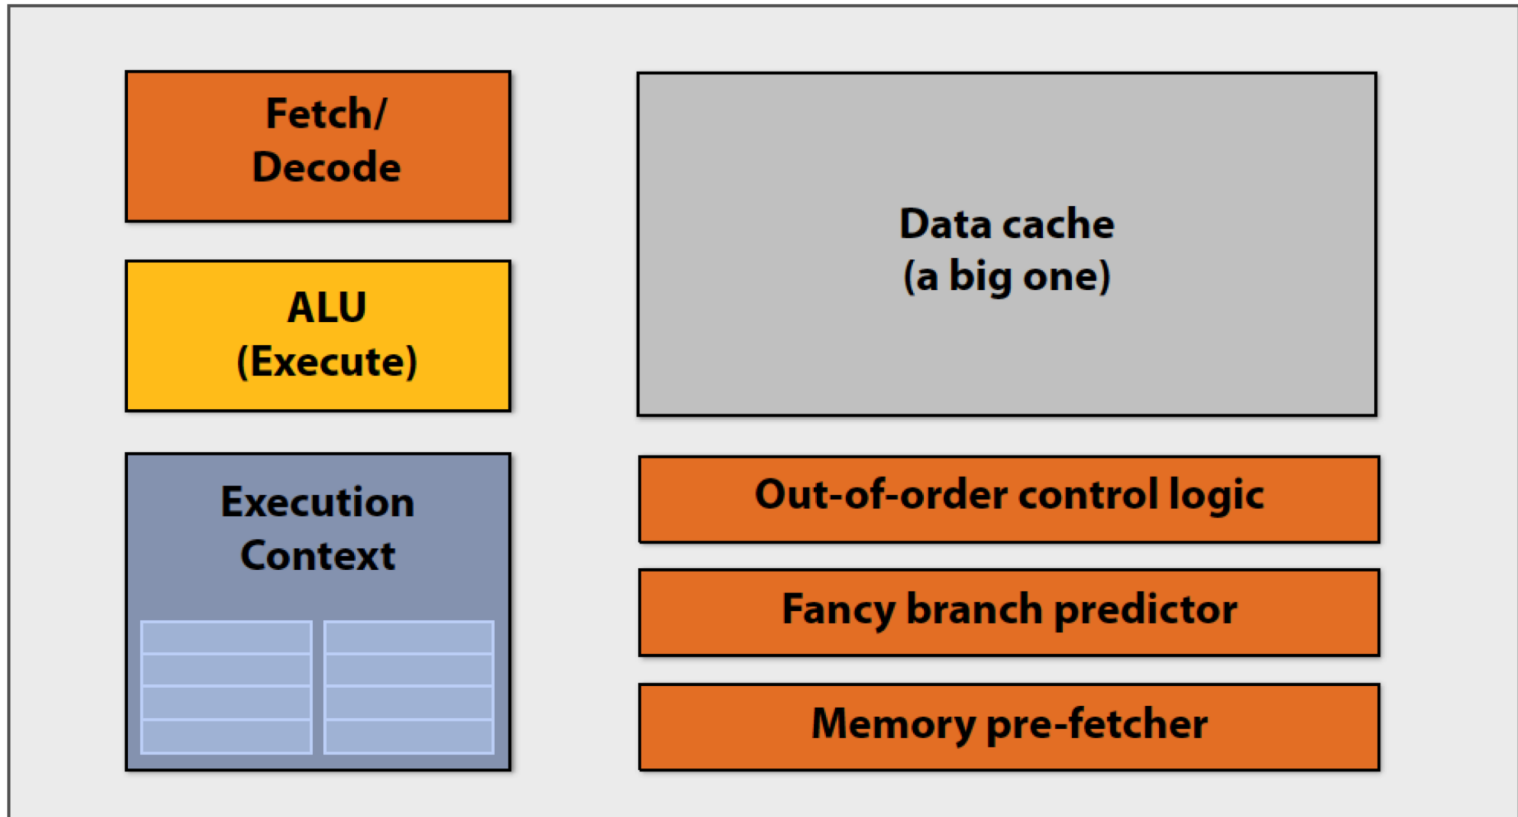 Fetch/
Decode
ALU
(Execute)
Execution
Context
Data cache
(a big one)
Out-of-order control logic
Fancy branch predictor
Memory pre-fetcher